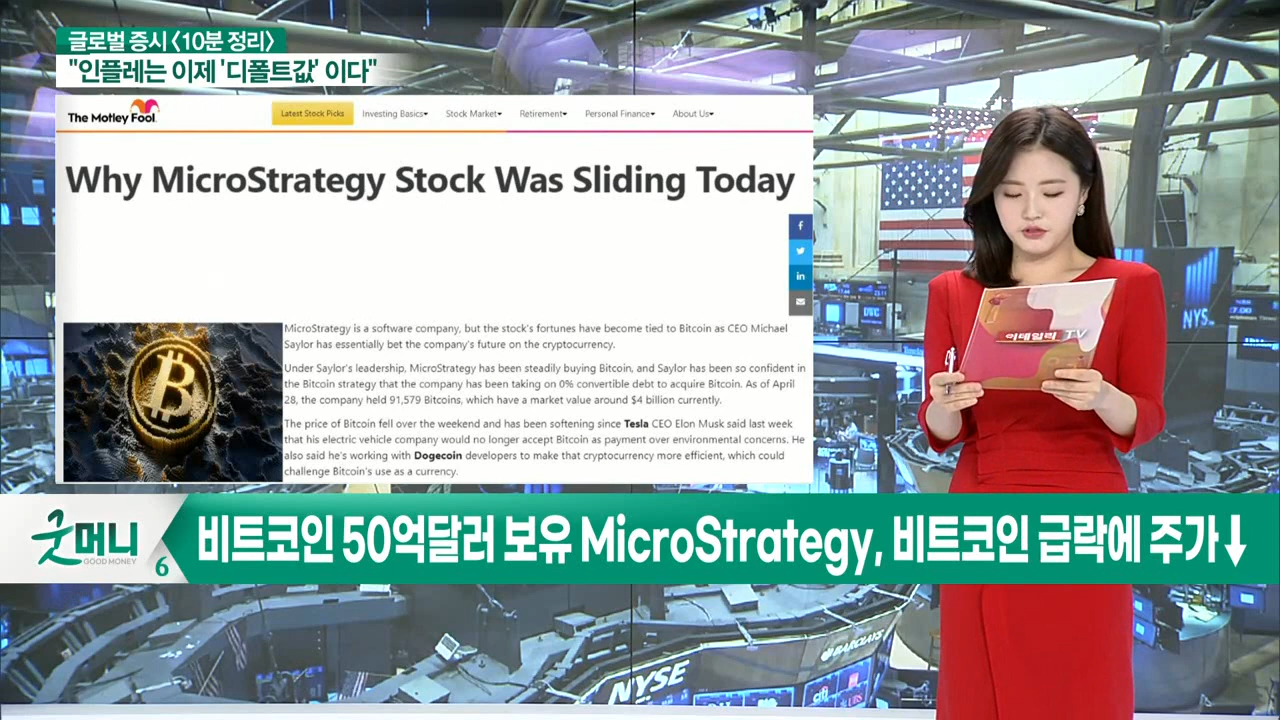 글로벌 증시 <10분 정리>
"인플레는 이제 '디폴트값' 이다"
The Motley Fool.
Latest Stock Picks Investing Basics Stock Market Retirement Personal Finance About Us
Why MicroStrategy Stock Was Sliding Today
MicroStrategy is a software company, but the stock's fortunes have become tied to Bitcoin as CEO Michael
Saylor has essentially bet the company's future on the cryptocurrency.
Under Saylor's leadership, MicroStrategy has been steadily buying Bitcoin, and Saylor has been so confident in
the Bitcoin strategy that the company has been taking on 0% convertible debt to acquire Bitcoin. As of April
28, the company held 91,579 Bitcoins, which have a market value around $4 billion currently.
The price of Bitcoin fell over the weekend and has been softening since Tesla CEO Elon Musk said last week
that his electric vehicle company would no longer accept Bitcoin as payment over environmental concerns. He
also said he's working with Dogecoin developers to make that cryptocurrency more efficient, which could
challenge Bitcoin's use as a currency.
이데일리 TV
NYS
굿머니
GOOD MONEY
6
비트코인 50억달러 보유 MicroStrategy, 비트코인 급락에 주가↓
NYSE
BARCLAYS
citi
UBS